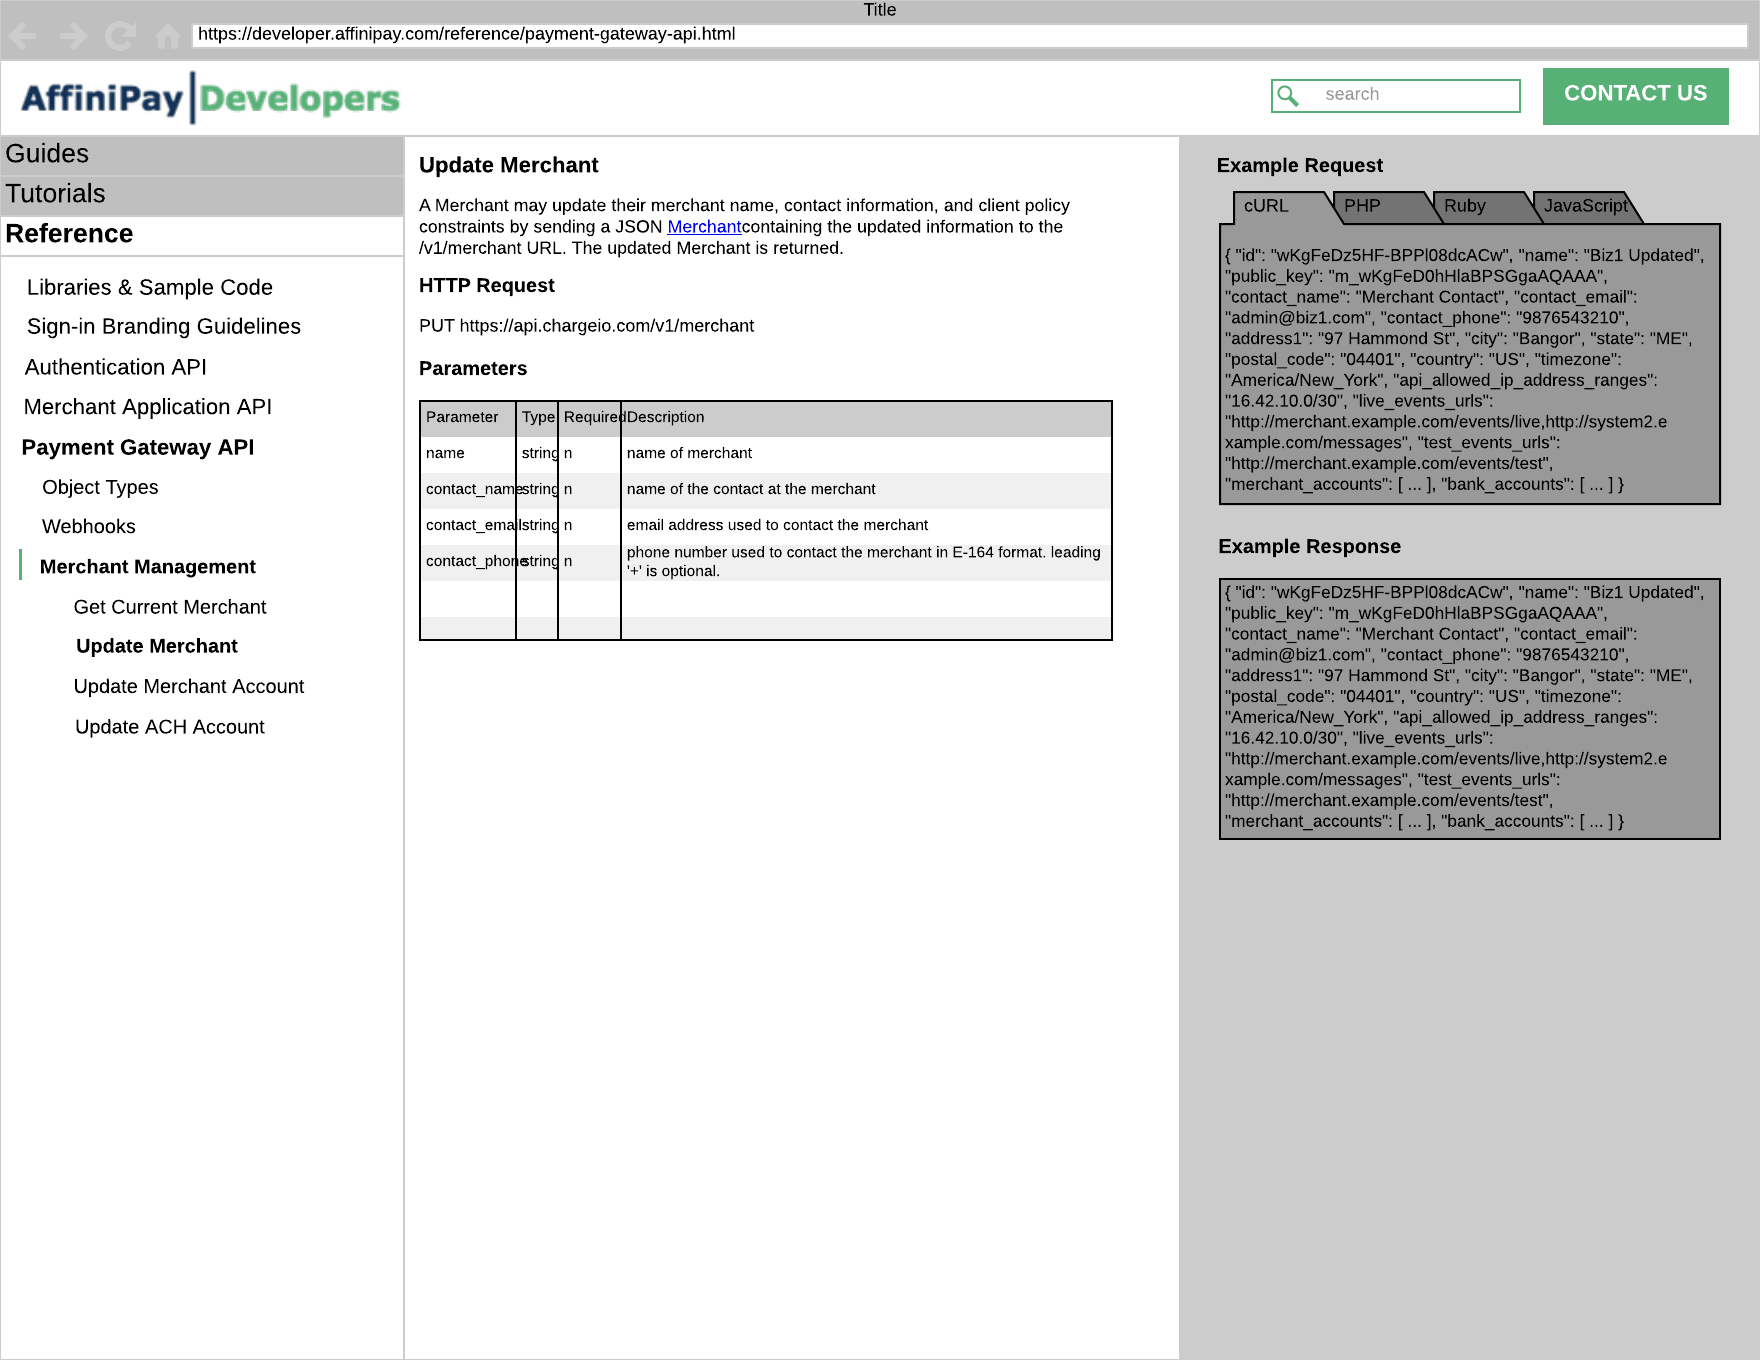 Title
https://developer.affinipay.com/reference/payment-gateway-api.html
AffiniPay|Developers
search
CONTACT US
Guides
Tutorials
Reference
Libraries & Sample Code
Sign-in Branding Guidelines
Authentication API
Merchant Application API
Payment Gateway API
Object Types
Webhooks
Merchant Management
Get Current Merchant
Update Merchant
Update Merchant Account
Update ACH Account
Update Merchant
A Merchant may update their merchant name, contact information, and client policy
constraints by sending a JSON Merchantcontaining the updated information to the
/v1/merchant URL. The updated Merchant is returned.
HTTP Request
PUT https://api.chargeio.com/v1/merchant
Parameters
Parameter Type Required Description
name string n name of merchant
contact_name string n name of the contact at the merchant
contact_email string n email address used to contact the merchant
contact_phone string n phone number used to contact the merchant in E-164 format. leading
'+' is optional.
Example Request
cURL PHP Ruby JavaScript
{ "id": "wKgFeDz5HF-BPPl08dcACw", "name": "Biz1 Updated",
"public_key": "m_wKgFeD0hHlaBPSGgaAQAAA",
"contact_name": "Merchant Contact", "contact_email":
"admin@biz1.com", "contact_phone": "9876543210",
"address1": "97 Hammond St", "city": "Bangor", "state": "ME",
"postal_code": "04401", "country": "US", "timezone":
"America/New_York", "api_allowed_ip_address_ranges":
"16.42.10.0/30", "live_events_urls":
"http://merchant.example.com/events/live,http://system2.e
xample.com/messages", "test_events_urls":
"http://merchant.example.com/events/test",
"merchant_accounts": [ ... ], "bank_accounts": [ ... ] }
Example Response
{ "id": "wKgFeDz5HF-BPPl08dcACw", "name": "Biz1 Updated",
"public_key": "m_wKgFeD0hHlaBPSGgaAQAAA",
"contact_name": "Merchant Contact", "contact_email":
"admin@biz1.com", "contact_phone": "9876543210",
"address1": "97 Hammond St", "city": "Bangor", "state": "ME",
"postal_code": "04401", "country": "US", "timezone":
"America/New_York", "api_allowed_ip_address_ranges":
"16.42.10.0/30", "live_events_urls":
"http://merchant.example.com/events/live,http://system2.e
xample.com/messages", "test_events_urls":
"http://merchant.example.com/events/test",
"merchant_accounts": [ ... ], "bank_accounts": [ ... ] }